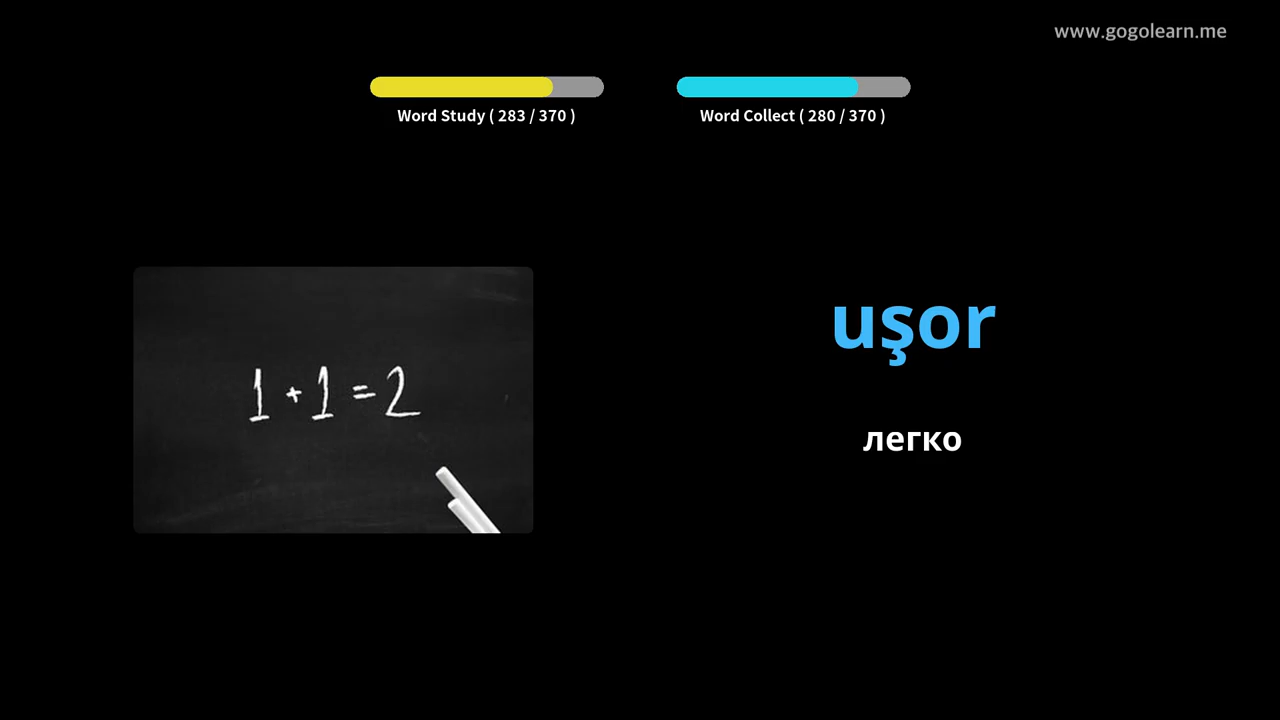 www.gogolearn.me
Word Study ( 283 / 370 )
Word Collect ( 280 / 370 )
1 + 1 = 2
uşor
легко